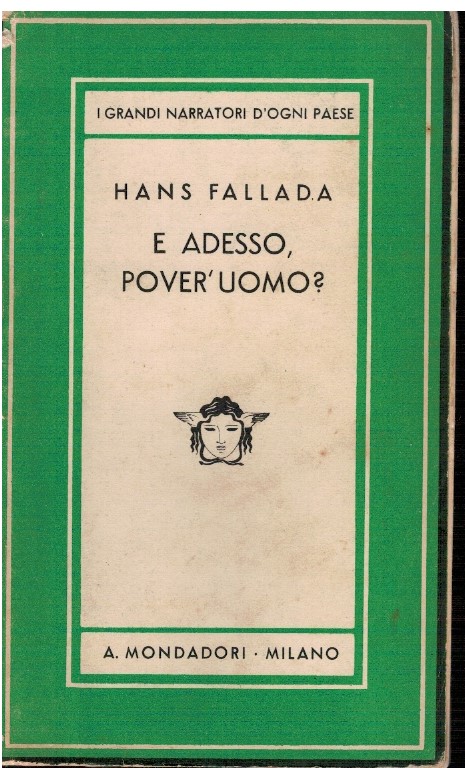 I GRANDI NARRATORI D'OGNI PAESE
HANS FALLADA
E ADESSO,
POVER'UOMO?
A. MONDADORI · MILANO